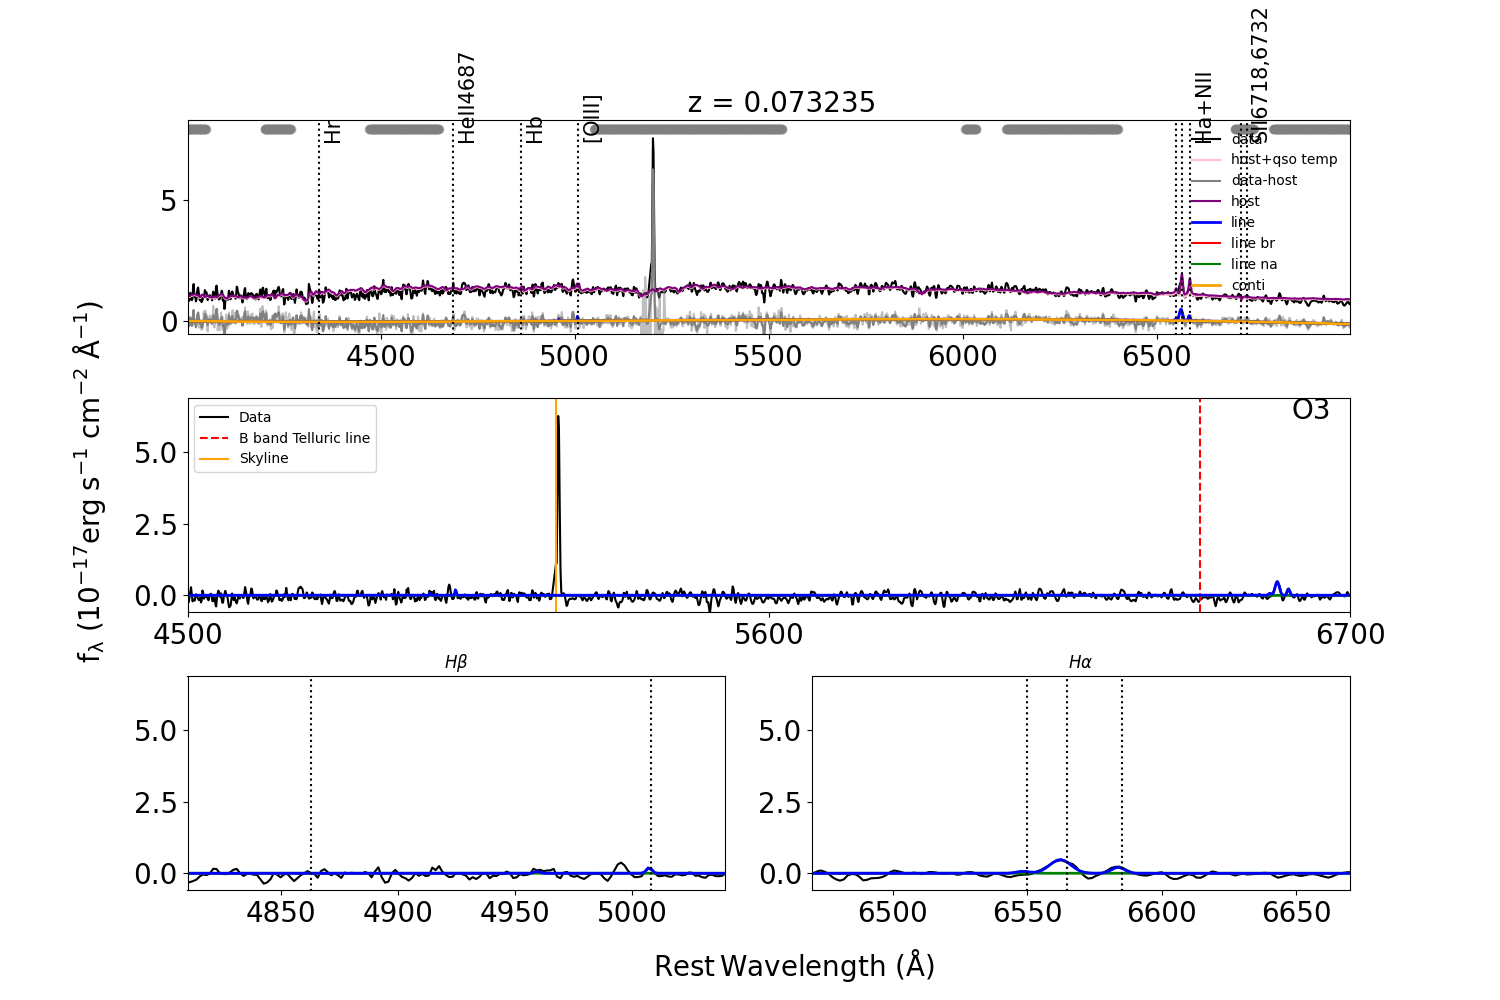 z = 0.073235
Hr
HeII4687
Hb
[OIII]
Ha+NII
SII6718,6732
data
host+qso temp
data-host
host
line
line br
line na
conti
5
0
4500
5000
5500
6000
6500
O3
Data
B band Telluric line
Skyline
5.0
2.5
0.0
4500
5600
6700
fλ (10⁻¹⁷erg s⁻¹ cm⁻² Å⁻¹)
Hβ
5.0
2.5
0.0
4850
4900
4950
5000
Hα
5.0
2.5
0.0
6500
6550
6600
6650
Rest Wavelength (Å)